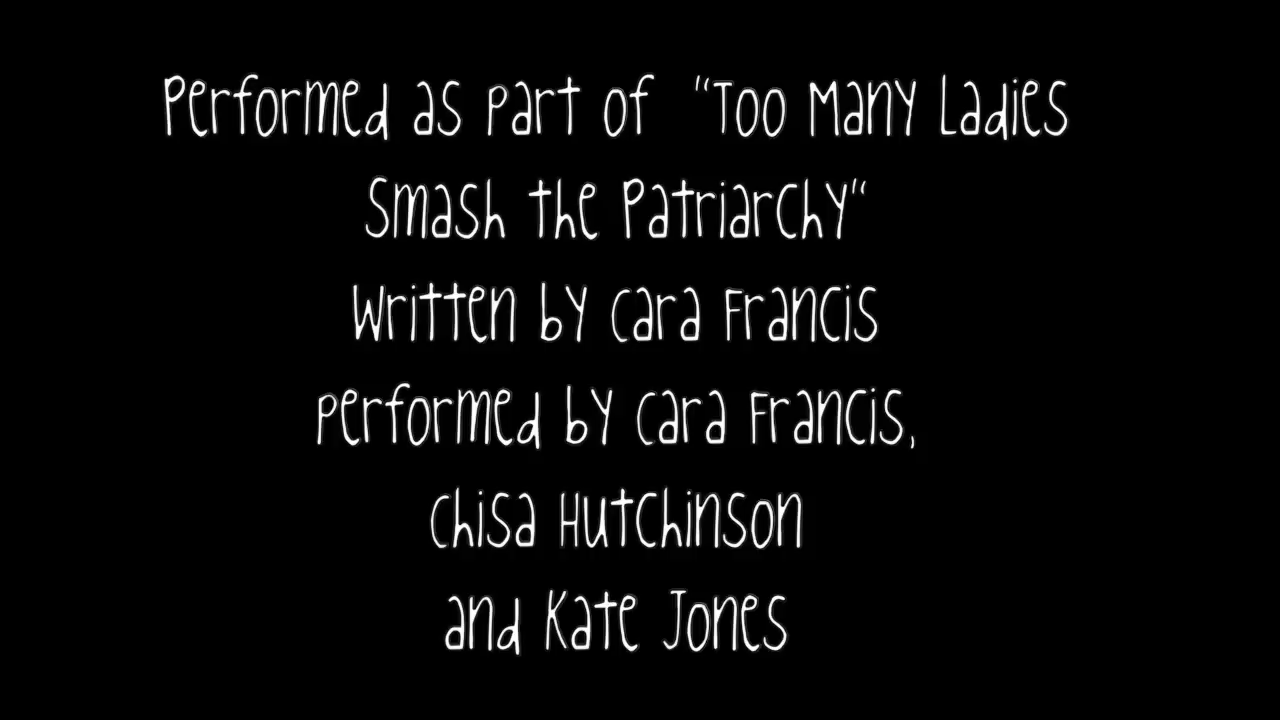 Performed as part of "Too Many Ladies
Smash the Patriarchy"
Written by Cara Francis
Performed by Cara Francis,
Chisa Hutchinson
and Kate Jones